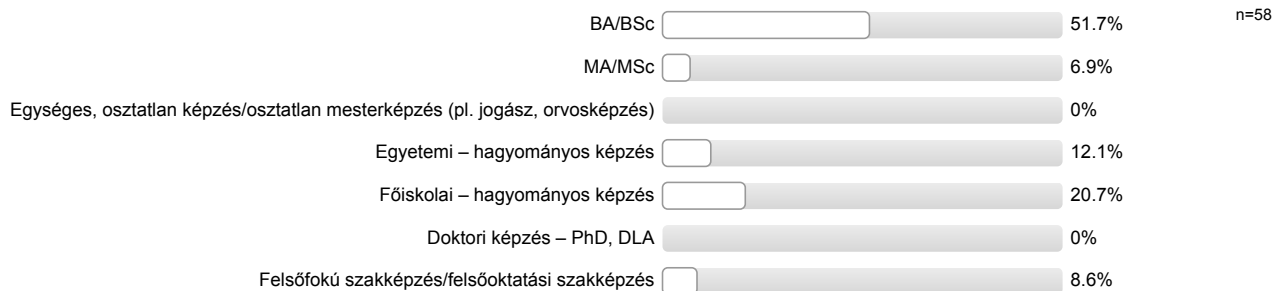 n=58
BA/BSc 51.7%
MA/MSc 6.9%
Egységes, osztatlan képzés/osztatlan mesterképzés (pl. jogász, orvosképzés) 0%
Egyetemi – hagyományos képzés 12.1%
Főiskolai – hagyományos képzés 20.7%
Doktori képzés – PhD, DLA 0%
Felsőfokú szakképzés/felsőoktatási szakképzés 8.6%